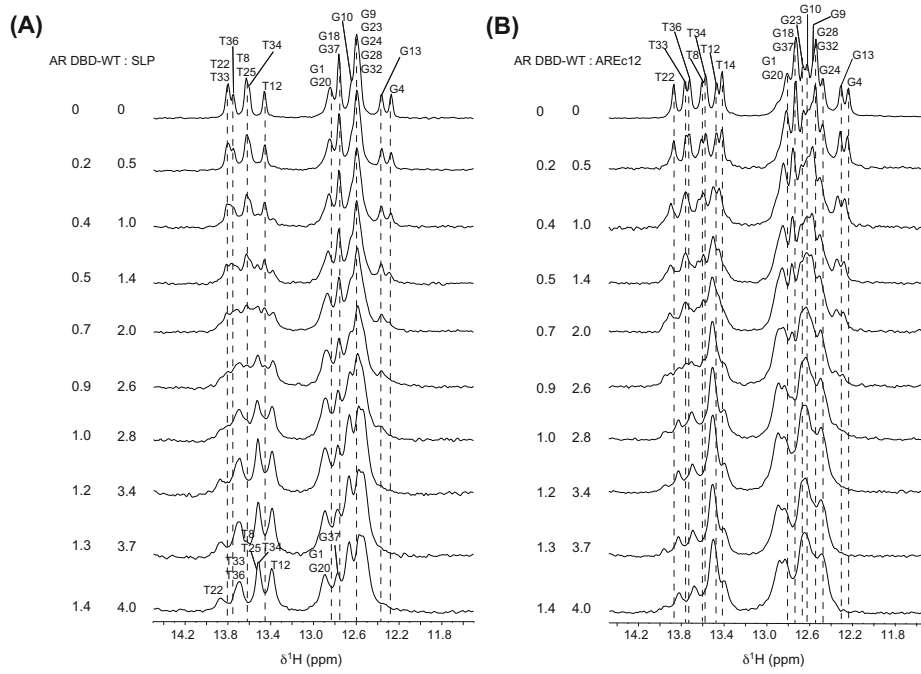 (A)
AR DBD-WT : SLP
T22
T33
T36
T8
T25
T34
T12
G1
G20
G18
G37
G10
G9
G23
G24
G28
G32
G13
G4
0 0
0.2 0.5
0.4 1.0
0.5 1.4
0.7 2.0
0.9 2.6
1.0 2.8
1.2 3.4
1.3 3.7
1.4 4.0
T22
T33
T36
T8
T25
T34
T12
G1
G20
G37
14.2 13.8 13.4 13.0 12.6 12.2 11.8
δ¹H (ppm)
(B)
AR DBD-WT : AREc12
T22
T33
T36
T8
T34
T12
T14
G1
G20
G18
G37
G23
G10
G9
G28
G32
G24
G13
G4
0 0
0.2 0.5
0.4 1.0
0.5 1.4
0.7 2.0
0.9 2.6
1.0 2.8
1.2 3.4
1.3 3.7
1.4 4.0
14.2 13.8 13.4 13.0 12.6 12.2 11.8
δ¹H (ppm)